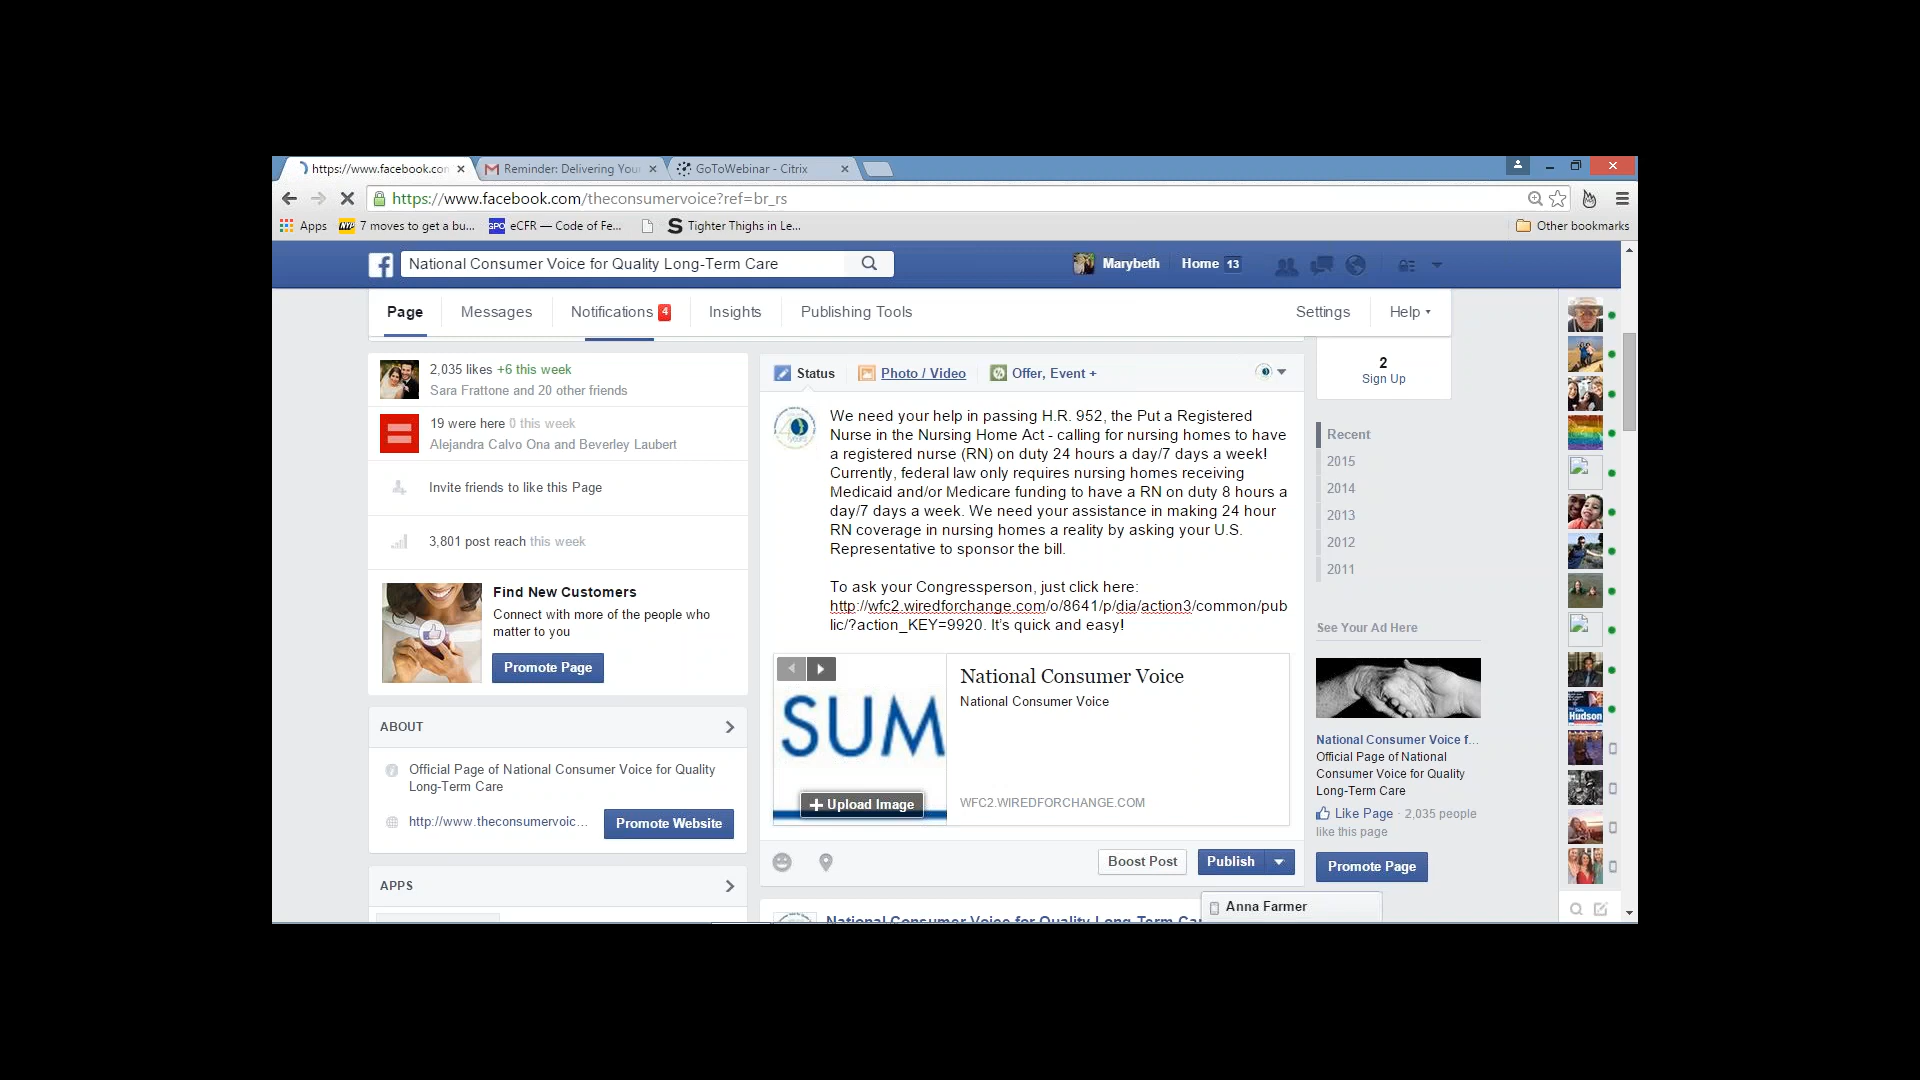 https://www.facebook.com
Reminder: Delivering Your
GoToWebinar - Citrix
https://www.facebook.com/theconsumervoice?ref=br_rs
Apps
7 moves to get a bu...
GPO eCFR — Code of Fe...
S Tighter Thighs in Le...
Other bookmarks
National Consumer Voice for Quality Long-Term Care
Marybeth
Home 13
Page
Messages
Notifications 4
Insights
Publishing Tools
Settings
Help
2,035 likes +6 this week
Sara Frattone and 20 other friends
19 were here 0 this week
Alejandra Calvo Ona and Beverley Laubert
Invite friends to like this Page
3,801 post reach this week
Find New Customers
Connect with more of the people who
matter to you
Promote Page
ABOUT
Official Page of National Consumer Voice for Quality
Long-Term Care
http://www.theconsumervoic...
Promote Website
APPS
Status
Photo / Video
Offer, Event +
We need your help in passing H.R. 952, the Put a Registered
Nurse in the Nursing Home Act - calling for nursing homes to have
a registered nurse (RN) on duty 24 hours a day/7 days a week!
Currently, federal law only requires nursing homes receiving
Medicaid and/or Medicare funding to have a RN on duty 8 hours a
day/7 days a week. We need your assistance in making 24 hour
RN coverage in nursing homes a reality by asking your U.S.
Representative to sponsor the bill.
To ask your Congressperson, just click here:
http://wfc2.wiredforchange.com/o/8641/p/dia/action3/common/pub
lic/?action_KEY=9920. It's quick and easy!
SUM
Upload Image
National Consumer Voice
National Consumer Voice
WFC2.WIREDFORCHANGE.COM
Boost Post
Publish
National Consumer Voice for Quality Long-Term Car
Anna Farmer
2
Sign Up
Recent
2015
2014
2013
2012
2011
See Your Ad Here
National Consumer Voice f...
Official Page of National
Consumer Voice for Quality
Long-Term Care
Like Page · 2,035 people
like this page
Promote Page
Hudson